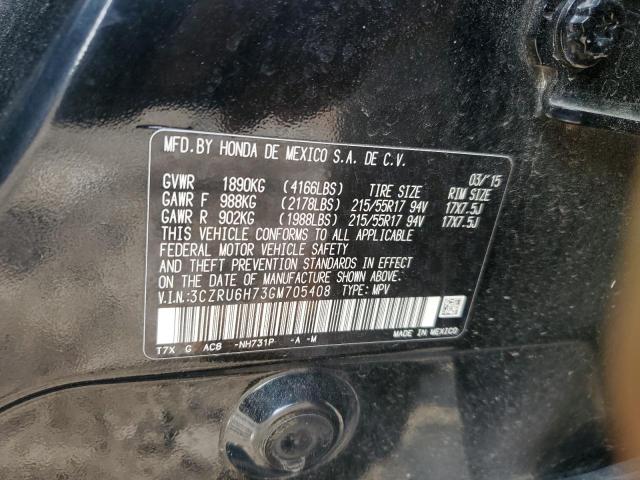 MFD.BY HONDA DE MEXICO S.A. DE C.V.
03/'15
GVWR 1890KG (4166LBS) TIRE SIZE RIM SIZE
GAWR F 988KG (2178LBS) 215/55R17 94V 17X7.5J
GAWR R 902KG (1988LBS) 215/55R17 94V 17X7.5J
THIS VEHICLE CONFORMS TO ALL APPLICABLE
FEDERAL MOTOR VEHICLE SAFETY
AND THEFT PREVENTION STANDARDS IN EFFECT
ON THE DATE OF MANUFACTURE SHOWN ABOVE.
V.I.N.:3CZRU6H73GM705408 TYPE: MPV
MADE IN MEXICO
T7X G AC8 -NH731P -A -M